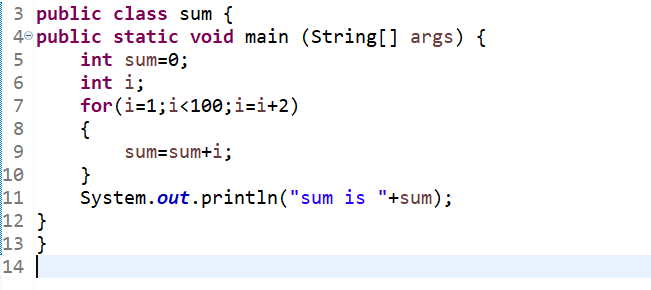 3 public class sum {
4 public static void main (String[] args) {
5     int sum=0;
6     int i;
7     for(i=1;i<100;i=i+2)
8     {
9         sum=sum+i;
10     }
11     System.out.println("sum is "+sum);
12 }
13 }
14